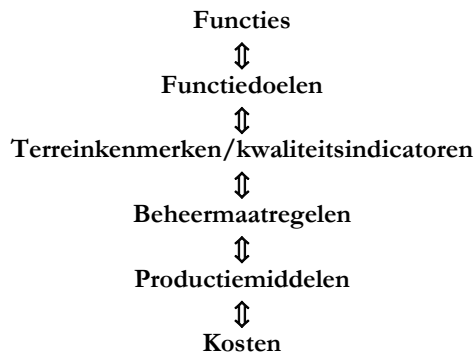 Functies
⇕
Functiedoelen
⇕
Terreinkenmerken/kwaliteitsindicatoren
⇕
Beheermaatregelen
⇕
Productiemiddelen
⇕
Kosten